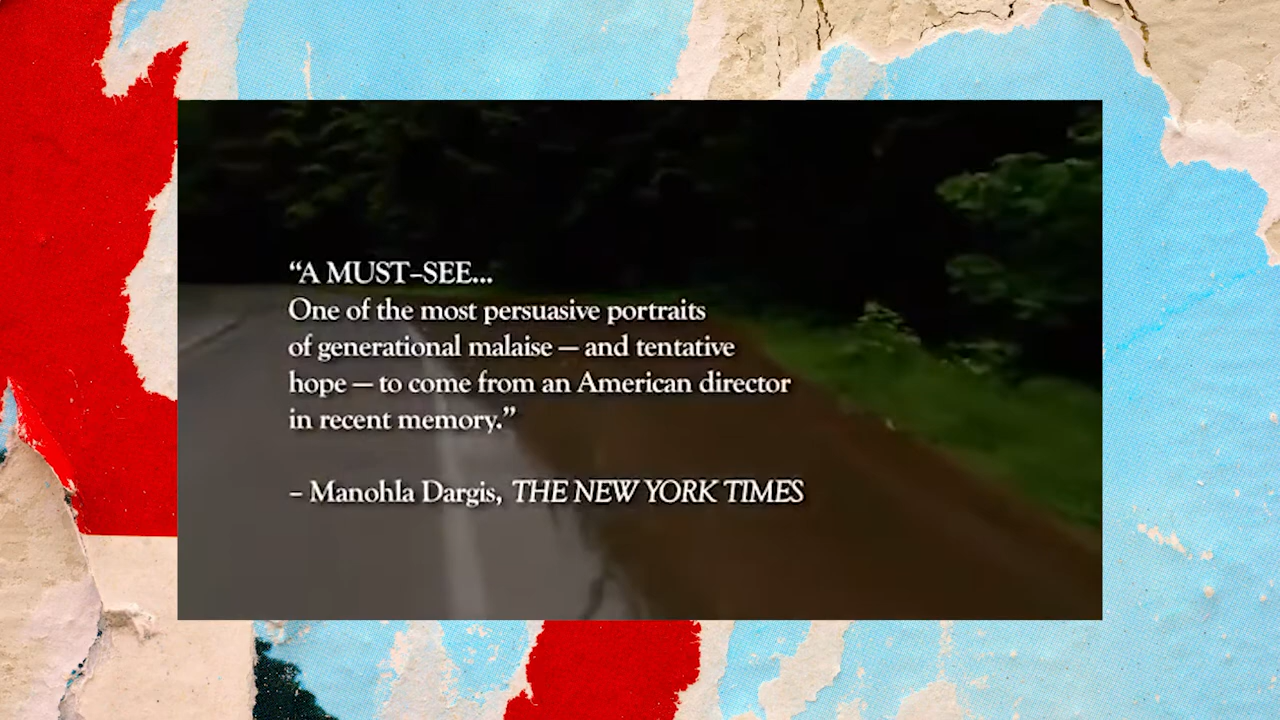 “A MUST–SEE...
One of the most persuasive portraits
of generational malaise — and tentative
hope — to come from an American director
in recent memory.”
– Manohla Dargis, THE NEW YORK TIMES